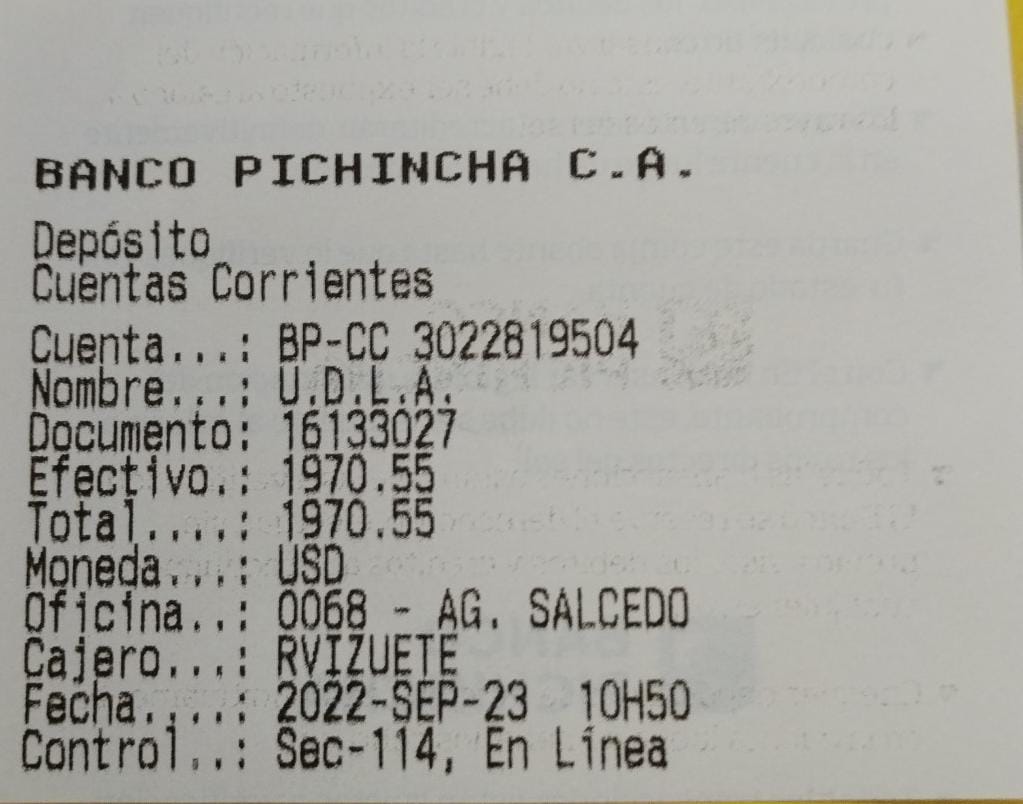 BANCO PICHINCHA C.A.
Depósito
Cuentas Corrientes
Cuenta...: BP-CC 3022819504
Nombre...: U.D.L.A.
Documento: 16133027
Efectivo.: 1970.55
Total....: 1970.55
Moneda...: USD
Oficina..: 0068 - AG. SALCEDO
Cajero...: RVIZUETE
Fecha....: 2022-SEP-23  10H50
Control..: Sec-114, En Línea